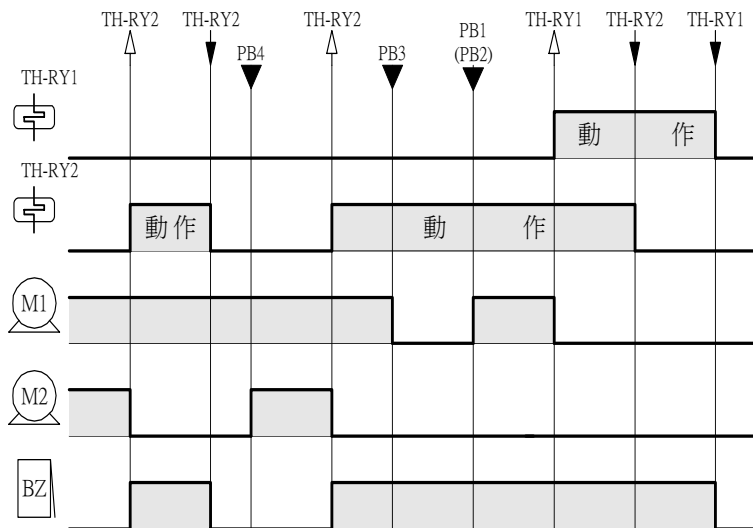 TH-RY2 TH-RY2 TH-RY2 PB1 TH-RY1 TH-RY2 TH-RY1
PB4 PB3 (PB2)
TH-RY1
動 作
TH-RY2
動作 動 作
M1
M2
BZ